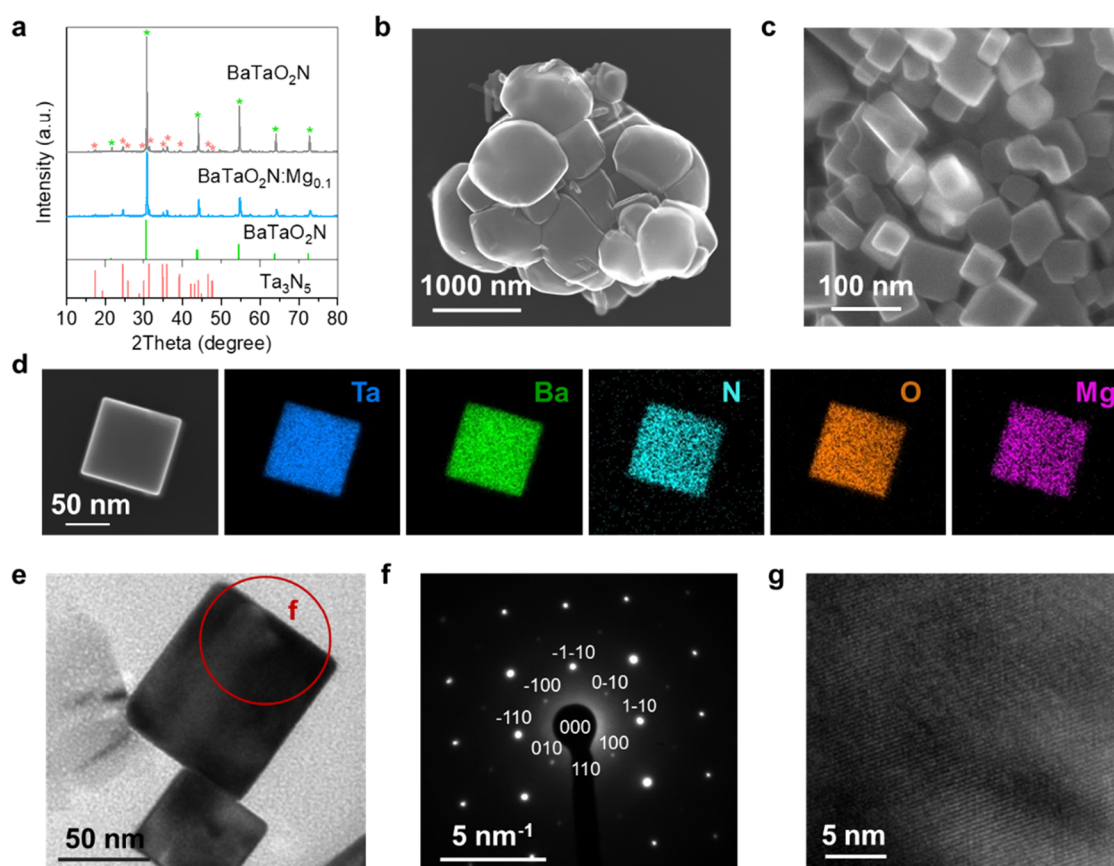 a
Intensity (a.u.)
BaTaO₂N
BaTaO₂N:Mg₀.₁
BaTaO₂N
Ta₃N₅
10 20 30 40 50 60 70 80
2Theta (degree)
b
1000 nm
c
100 nm
d
50 nm
Ta
Ba
N
O
Mg
e
f
50 nm
f
-1-10
-100 0-10
-110 1-10
000
010 100
110
5 nm⁻¹
g
5 nm